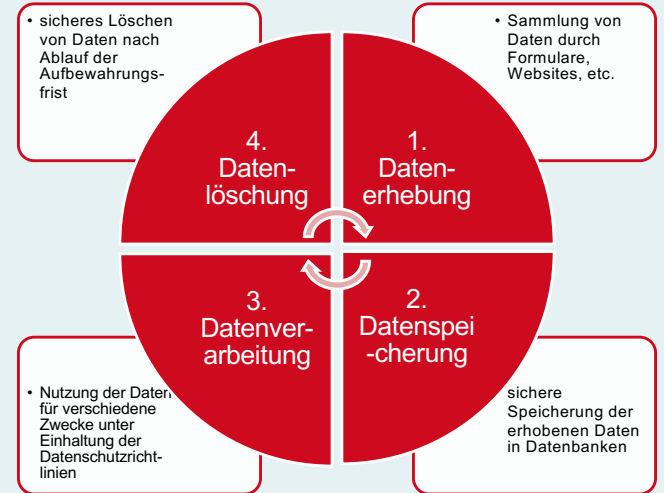 • sicheres Löschen
von Daten nach
Ablauf der
Aufbewahrungs-
frist
• Sammlung von
Daten durch
Formulare,
Websites, etc.
4.
Daten-
löschung
1.
Daten-
erhebung
3.
Datenver-
arbeitung
2.
Datenspei
-cherung
• Nutzung der Daten
für verschiedene
Zwecke unter
Einhaltung der
Datenschutzricht-
linien
sichere
Speicherung der
erhobenen Daten
in Datenbanken